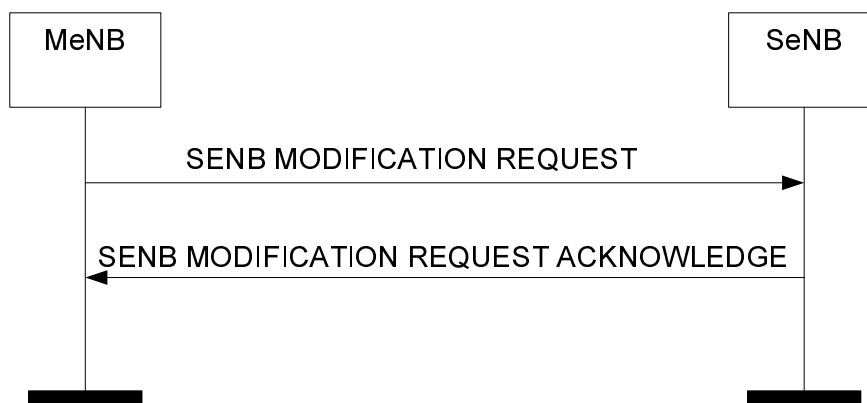 MeNB
SeNB
SENB MODIFICATION REQUEST
SENB MODIFICATION REQUEST ACKNOWLEDGE